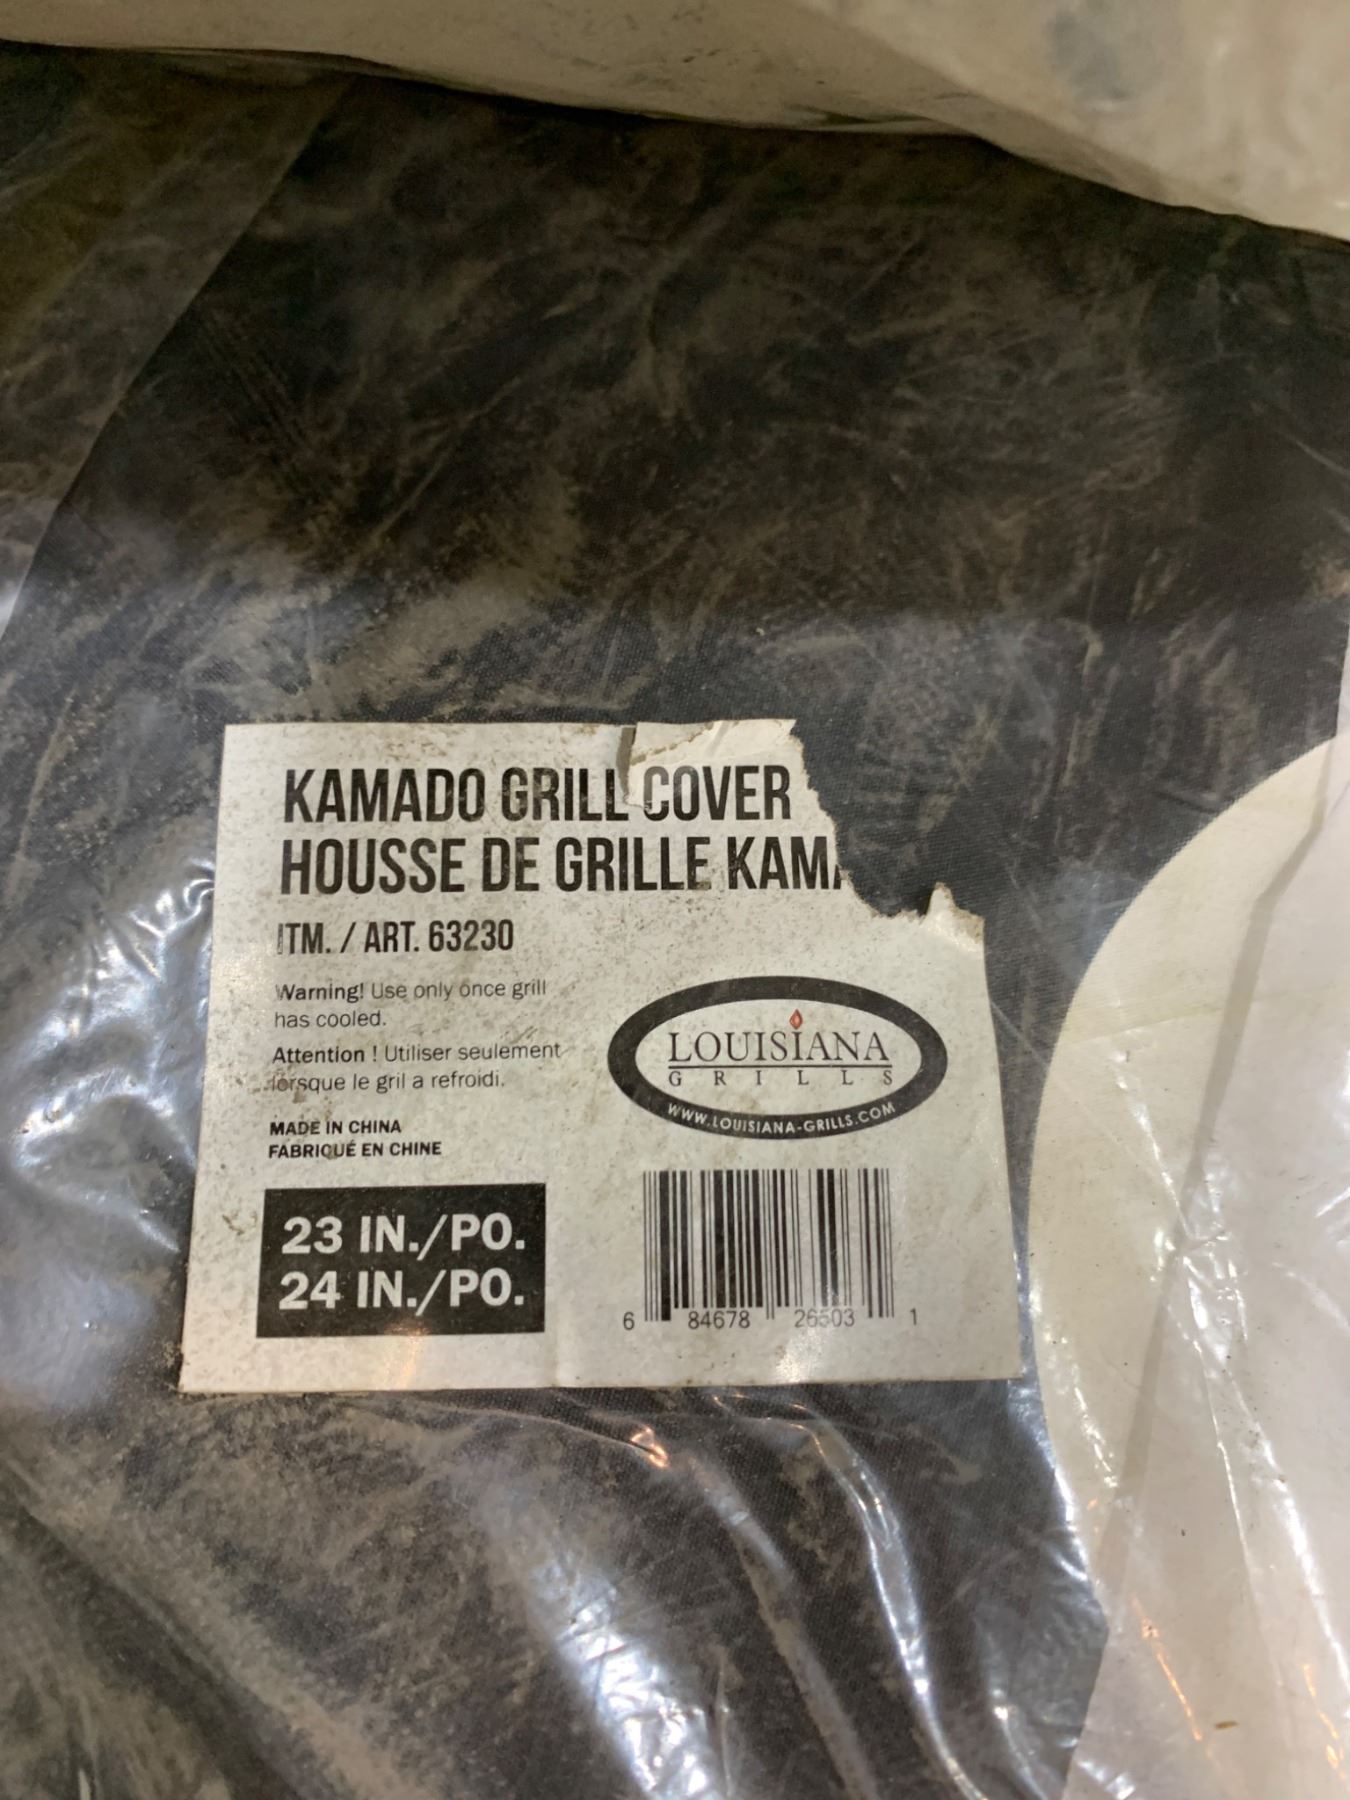 KAMADO GRILL COVER
HOUSSE DE GRILLE
ITM. / ART. 63230
Warning! Use only once grill
has cooled.
Attention ! Utiliser seulement
lorsque le gril a refroidi.
MADE IN CHINA
FABRIQUÉ EN CHINE
23 IN./PO.
24 IN./PO.
LOUISIANA
GRILLS
WWW.LOUISIANA-GRILLS.COM
6 84678 26503 1